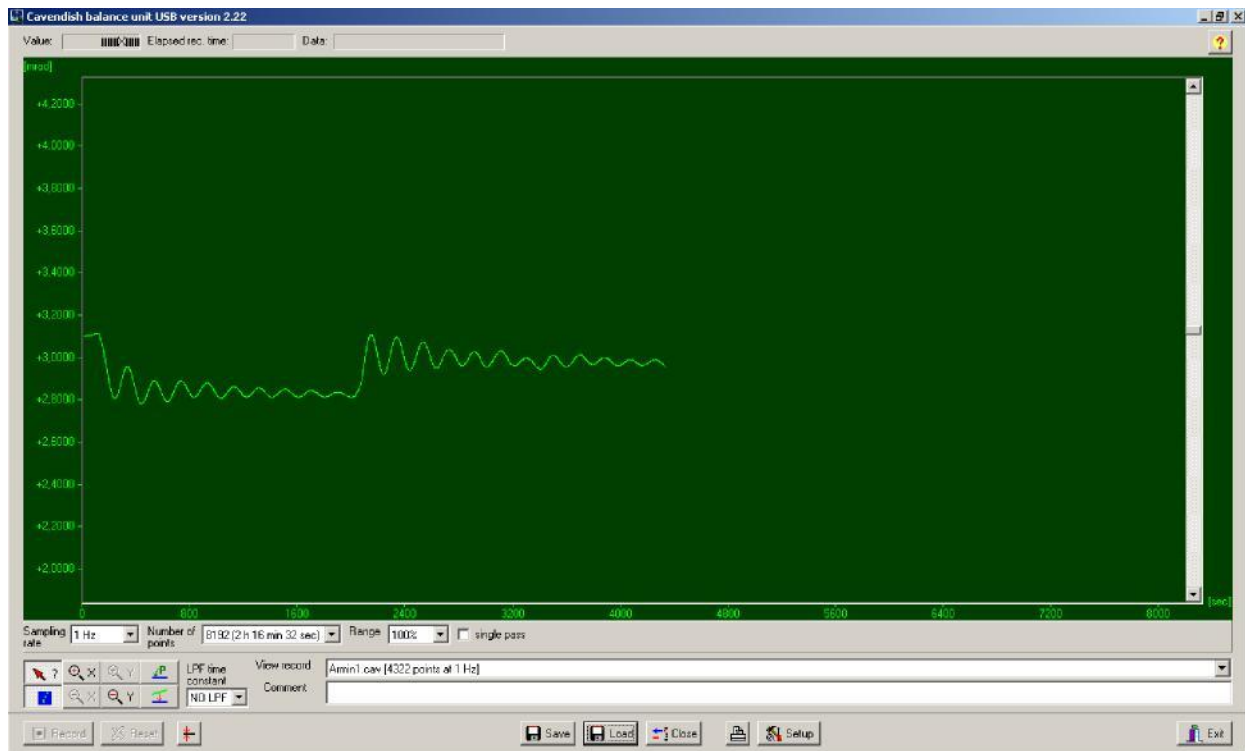 Cavendish balance unit USB version 2.22
Value: Elapsed rec. time: Data:
[mrad]
+4,2000
+4,0000
+3,8000
+3,6000
+3,4000
+3,2000
+3,0000
+2,8000
+2,6000
+2,4000
+2,2000
+2,0000
0 800 1600 2400 3200 4000 4800 5600 6400 7200 8000 [sec]
Sampling rate 1 Hz Number of points 8192 (2 h 16 min 32 sec) Range 100% single pass
LPF time constant NO LPF
View record Armin1.cav [4322 points at 1 Hz]
Comment
Record Reset Save Load Close Setup Exit